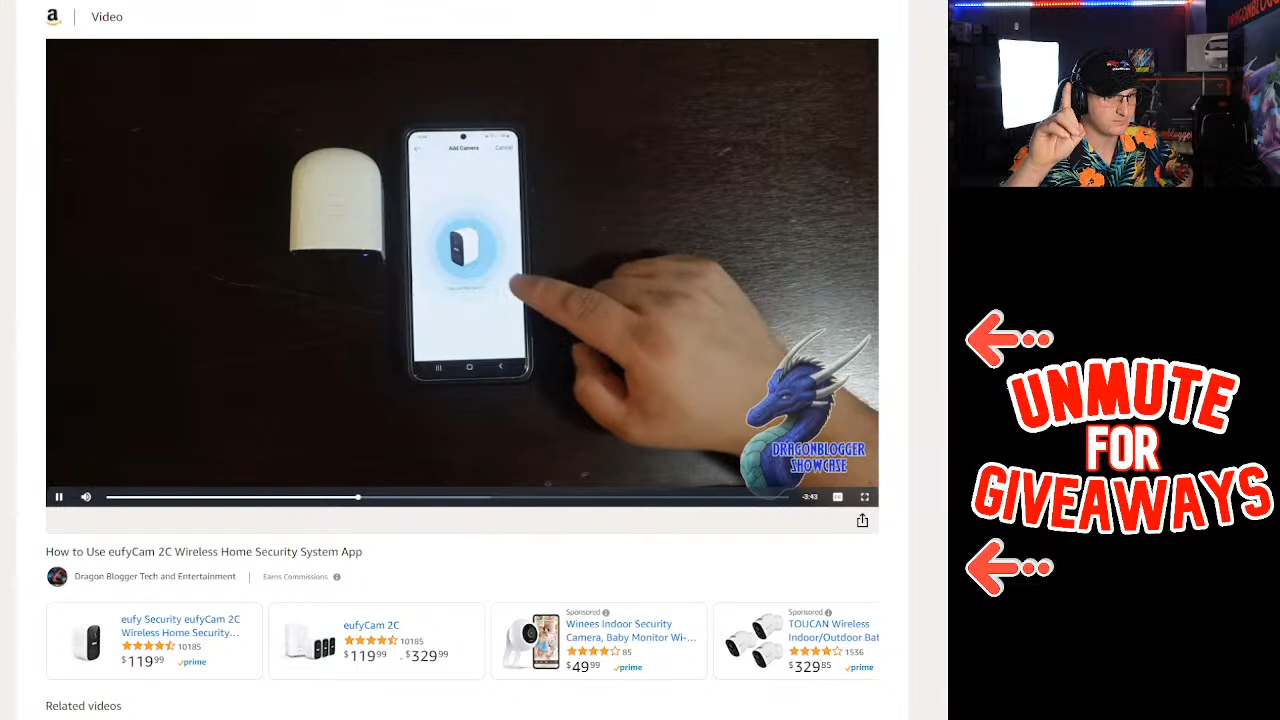 a
Video
Add Camera
Cancel
DRAGONBLOGGER
SHOWCASE
-3:43
How to Use eufyCam 2C Wireless Home Security System App
Dragon Blogger Tech and Entertainment
Earns Commissions
eufy Security eufyCam 2C
Wireless Home Security...
10185
$119 99
prime
eufyCam 2C
10185
$119 99 - $329 99
Sponsored
Winees Indoor Security
Camera, Baby Monitor Wi-...
85
$49 99
prime
Sponsored
TOUCAN Wireless
Indoor/Outdoor Bat
1536
$329 85
prime
Related videos
UNMUTE
FOR
GIVEAWAYS